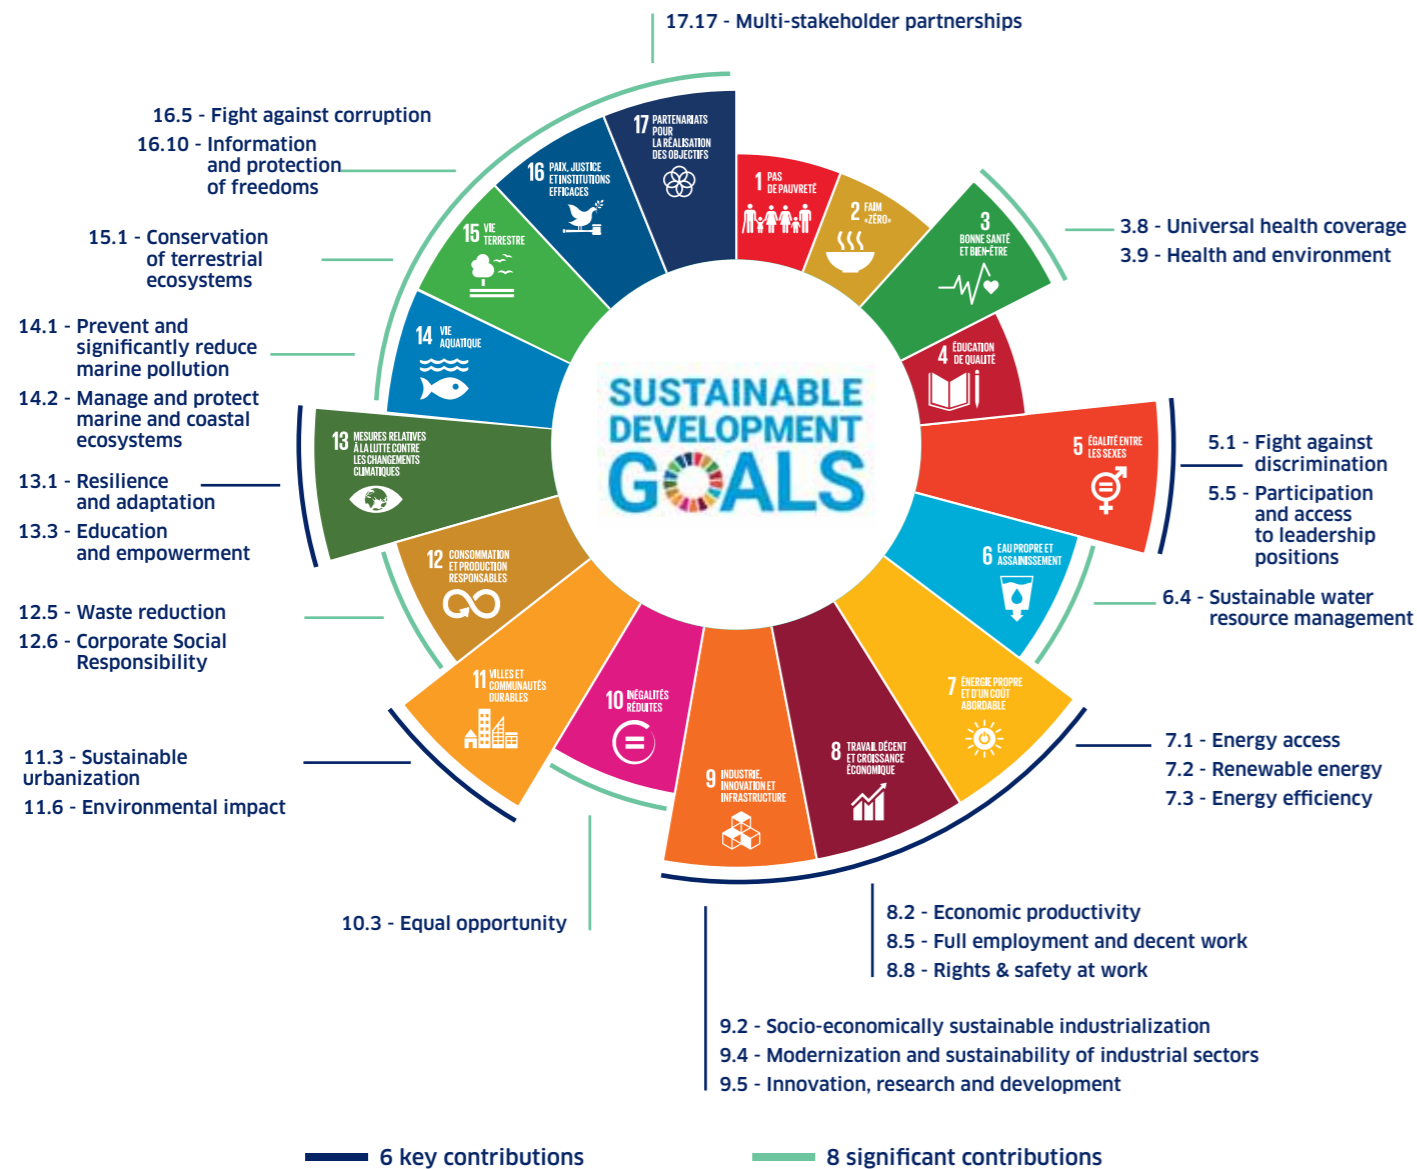 17.17 - Multi-stakeholder partnerships
16.5 - Fight against corruption
16.10 - Information
and protection
of freedoms
15.1 - Conservation
of terrestrial
ecosystems
14.1 - Prevent and
significantly reduce
marine pollution
14.2 - Manage and protect
marine and coastal
ecosystems
13.1 - Resilience
and adaptation
13.3 - Education
and empowerment
12.5 - Waste reduction
12.6 - Corporate Social
Responsibility
11.3 - Sustainable
urbanization
11.6 - Environmental impact
10.3 - Equal opportunity
17 PARTENARIATS
POUR
LA RÉALISATION
DES OBJECTIFS
1 PAS
DE PAUVRETÉ
2 FAIM
«ZÉRO»
3
BONNE SANTÉ
ET BIEN-ÊTRE
4 ÉDUCATION
DE QUALITÉ
5 ÉGALITÉ ENTRE
LES SEXES
6 EAU PROPRE ET
ASSAINISSEMENT
7 ÉNERGIE PROPRE
ET D'UN COÛT
ABORDABLE
8 TRAVAIL DÉCENT
ET CROISSANCE
ÉCONOMIQUE
9 INDUSTRIE,
INNOVATION ET
INFRASTRUCTURE
10 INÉGALITÉS
RÉDUITES
11 VILLES ET
COMMUNAUTÉS
DURABLES
12 CONSOMMATION
ET PRODUCTION
RESPONSABLES
13 MESURES RELATIVES
À LA LUTTE CONTRE
LES CHANGEMENTS
CLIMATIQUES
14 VIE
AQUATIQUE
15 VIE
TERRESTRE
16 PAIX, JUSTICE
ET INSTITUTIONS
EFFICACES
SUSTAINABLE
DEVELOPMENT
GOALS
3.8 - Universal health coverage
3.9 - Health and environment
5.1 - Fight against
discrimination
5.5 - Participation
and access
to leadership
positions
6.4 - Sustainable water
resource management
7.1 - Energy access
7.2 - Renewable energy
7.3 - Energy efficiency
8.2 - Economic productivity
8.5 - Full employment and decent work
8.8 - Rights & safety at work
9.2 - Socio-economically sustainable industrialization
9.4 - Modernization and sustainability of industrial sectors
9.5 - Innovation, research and development
6 key contributions
8 significant contributions